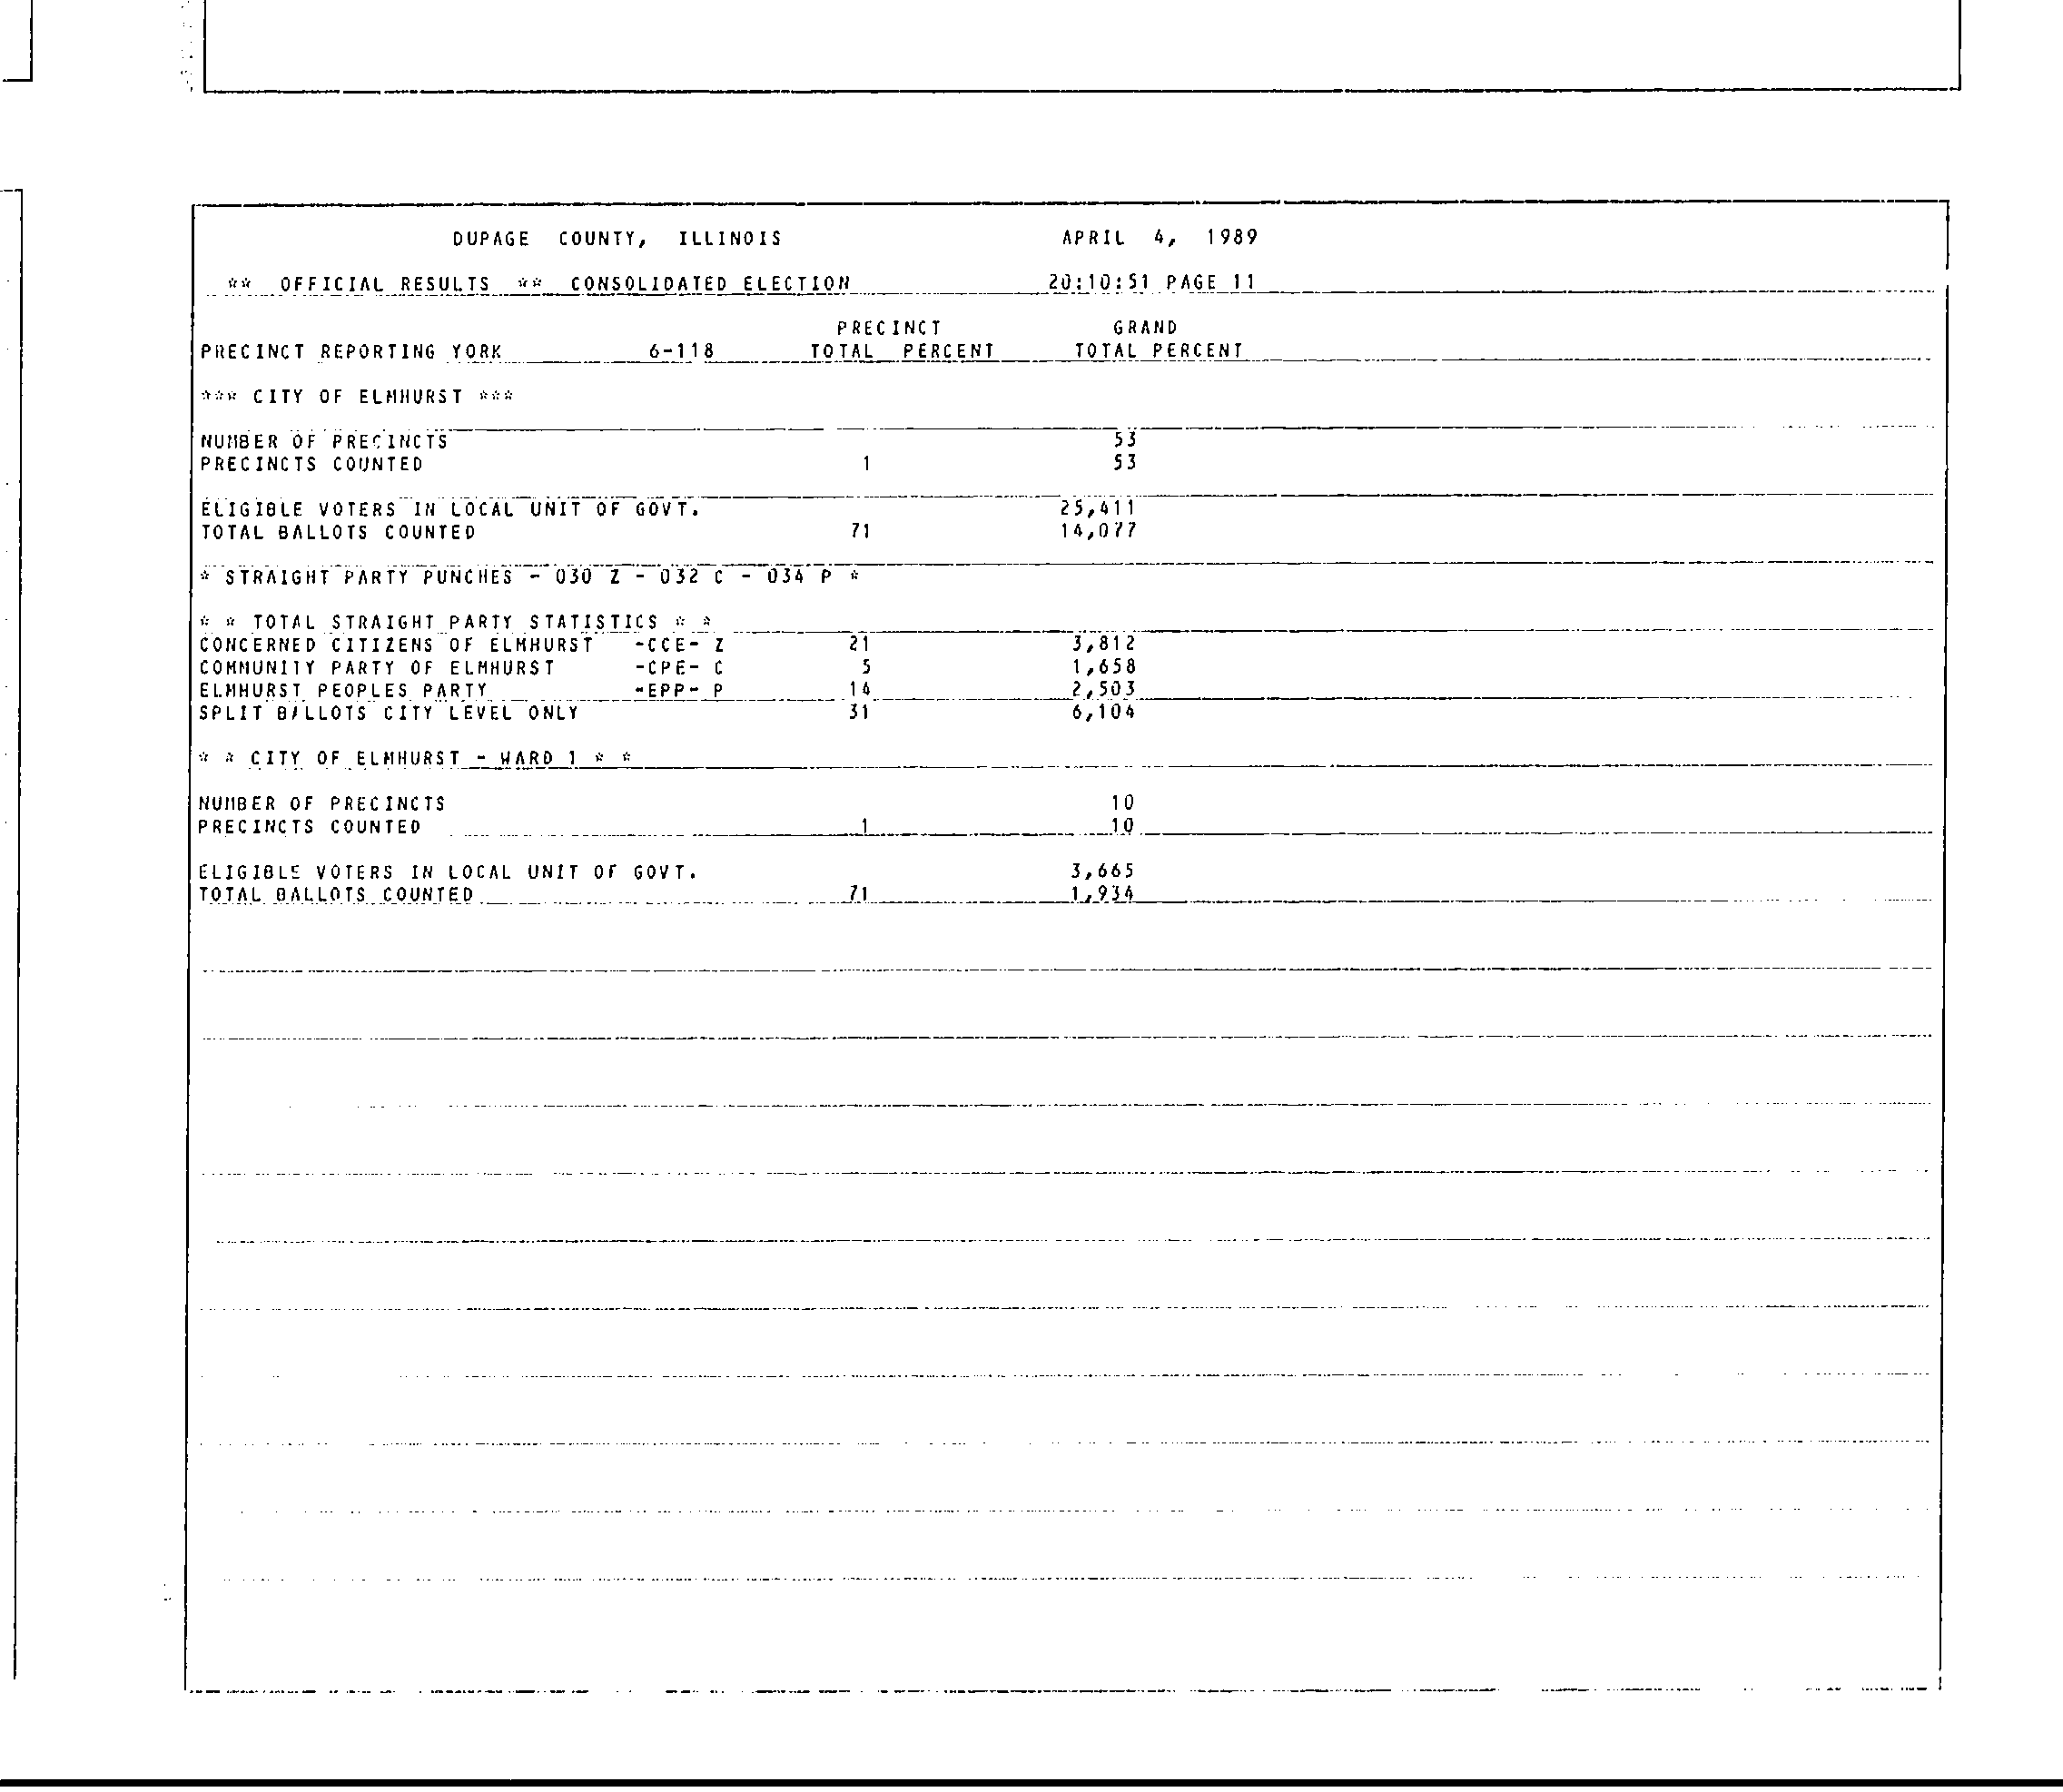 DUPAGE COUNTY, ILLINOIS APRIL 4, 1989
** OFFICIAL RESULTS ** CONSOLIDATED ELECTION 20:10:51 PAGE 11
PRECINCT GRAND
PRECINCT REPORTING YORK 6-118 TOTAL PERCENT TOTAL PERCENT
*** CITY OF ELMHURST ***
NUMBER OF PRECINCTS 53
PRECINCTS COUNTED 1 53
ELIGIBLE VOTERS IN LOCAL UNIT OF GOVT. 25,411
TOTAL BALLOTS COUNTED 71 14,077
* STRAIGHT PARTY PUNCHES - 030 Z - 032 C - 034 P *
* * TOTAL STRAIGHT PARTY STATISTICS * *
CONCERNED CITIZENS OF ELMHURST -CCE- Z 21 3,812
COMMUNITY PARTY OF ELMHURST -CPE- C 5 1,658
ELMHURST PEOPLES PARTY -EPP- P 14 2,503
SPLIT BALLOTS CITY LEVEL ONLY 31 6,104
* * CITY OF ELMHURST - WARD 1 * *
NUMBER OF PRECINCTS 10
PRECINCTS COUNTED 1 10
ELIGIBLE VOTERS IN LOCAL UNIT OF GOVT. 3,665
TOTAL BALLOTS COUNTED 71 1,934